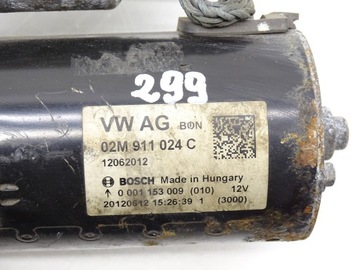 299
VW AG BON
02M 911 024 C
12062012
BOSCH Made in Hungary
0 001 153 009 (010) 12V
20120612 15:26:39 1 (3000)